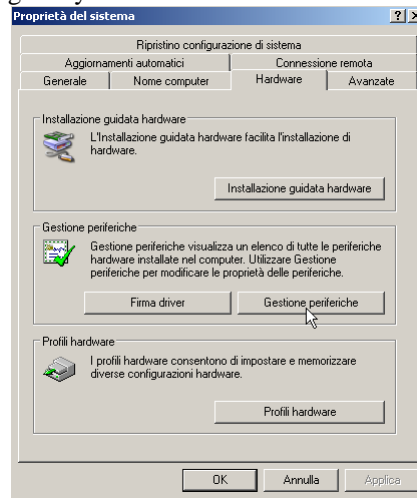 Proprietà del sistema
Ripristino configurazione di sistema
Aggiornamenti automatici
Connessione remota
Generale
Nome computer
Hardware
Avanzate
Installazione guidata hardware
L'Installazione guidata hardware facilita l'installazione di
hardware.
Installazione guidata hardware
Gestione periferiche
Gestione periferiche visualizza un elenco di tutte le periferiche
hardware installate nel computer. Utilizzare Gestione
periferiche per modificare le proprietà delle periferiche.
Firma driver
Gestione periferiche
Profili hardware
I profili hardware consentono di impostare e memorizzare
diverse configurazioni hardware.
Profili hardware
OK
Annulla
Applica